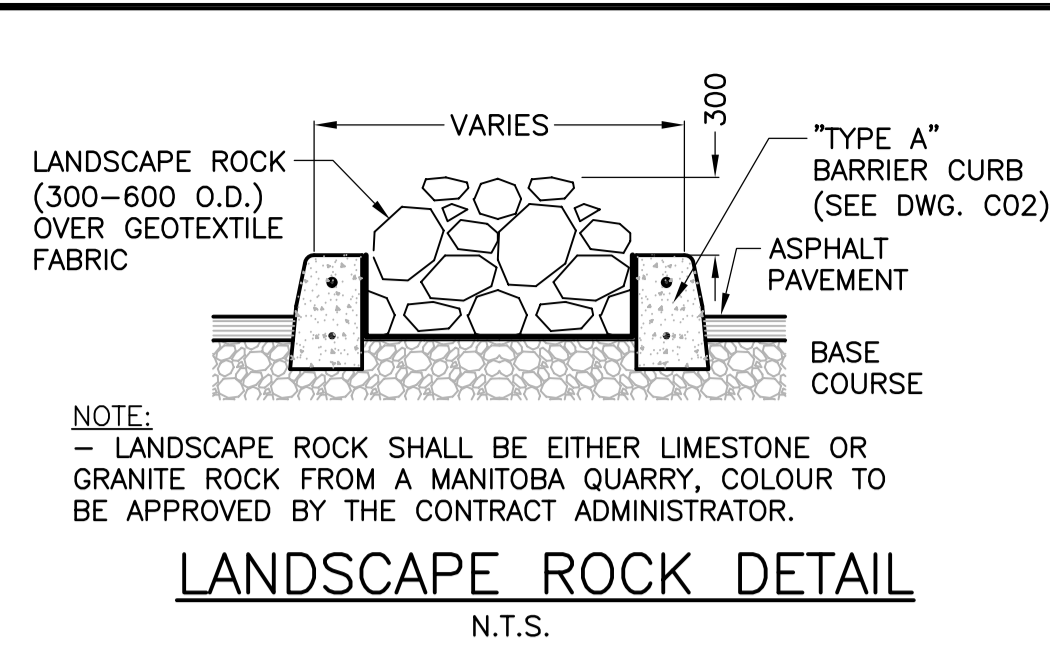 VARIES
300
LANDSCAPE ROCK
(300–600 O.D.)
OVER GEOTEXTILE
FABRIC
"TYPE A"
BARRIER CURB
(SEE DWG. C02)
ASPHALT
PAVEMENT
BASE
COURSE
NOTE:
– LANDSCAPE ROCK SHALL BE EITHER LIMESTONE OR
GRANITE ROCK FROM A MANITOBA QUARRY, COLOUR TO
BE APPROVED BY THE CONTRACT ADMINISTRATOR.
LANDSCAPE ROCK DETAIL
N.T.S.